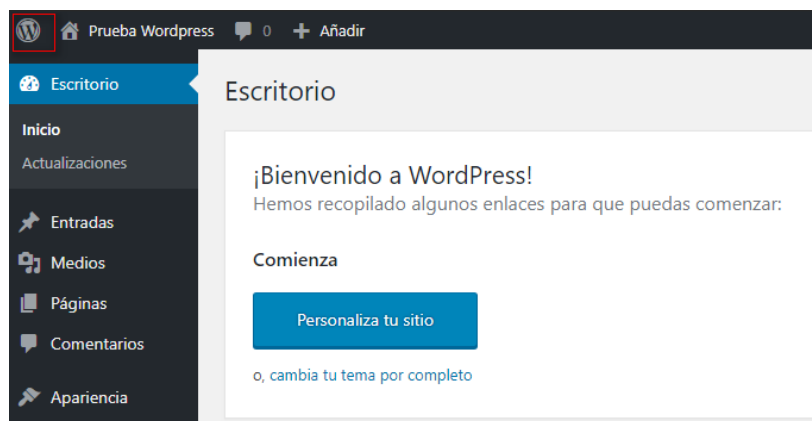 Prueba Wordpress 0 + Añadir
Escritorio
Inicio
Actualizaciones
Entradas
Medios
Páginas
Comentarios
Apariencia
Escritorio
¡Bienvenido a WordPress!
Hemos recopilado algunos enlaces para que puedas comenzar:
Comienza
Personaliza tu sitio
o, cambia tu tema por completo